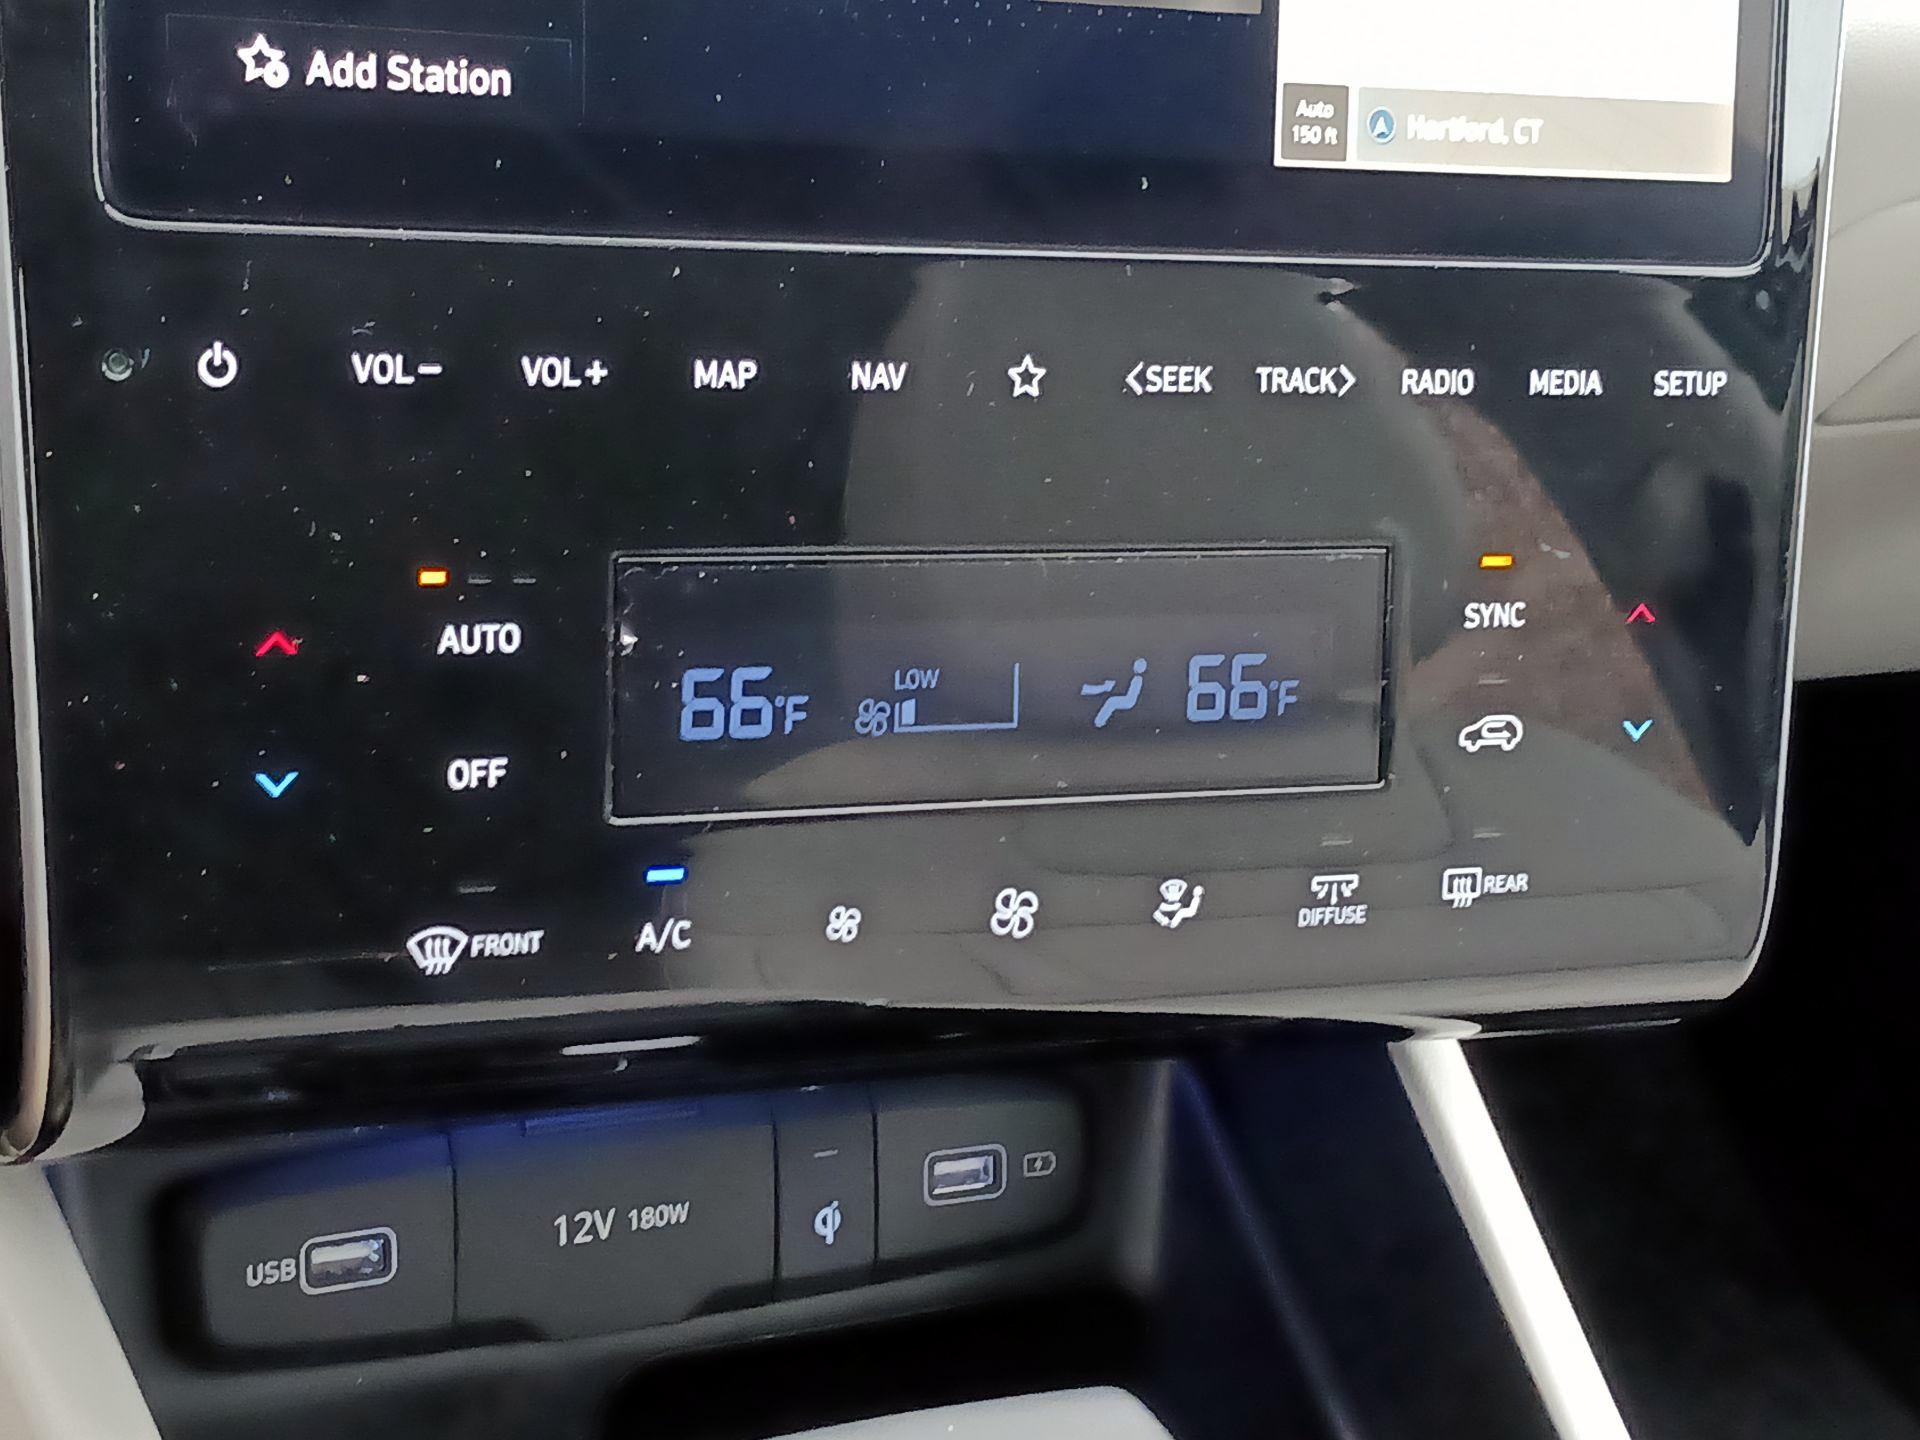 Add Station
Auto
150 ft
Hartford, CT
VOL- VOL+ MAP NAV <SEEK TRACK> RADIO MEDIA SETUP
AUTO
SYNC
66°F LOW 66°F
OFF
FRONT A/C DIFFUSE REAR
USB 12V 180W